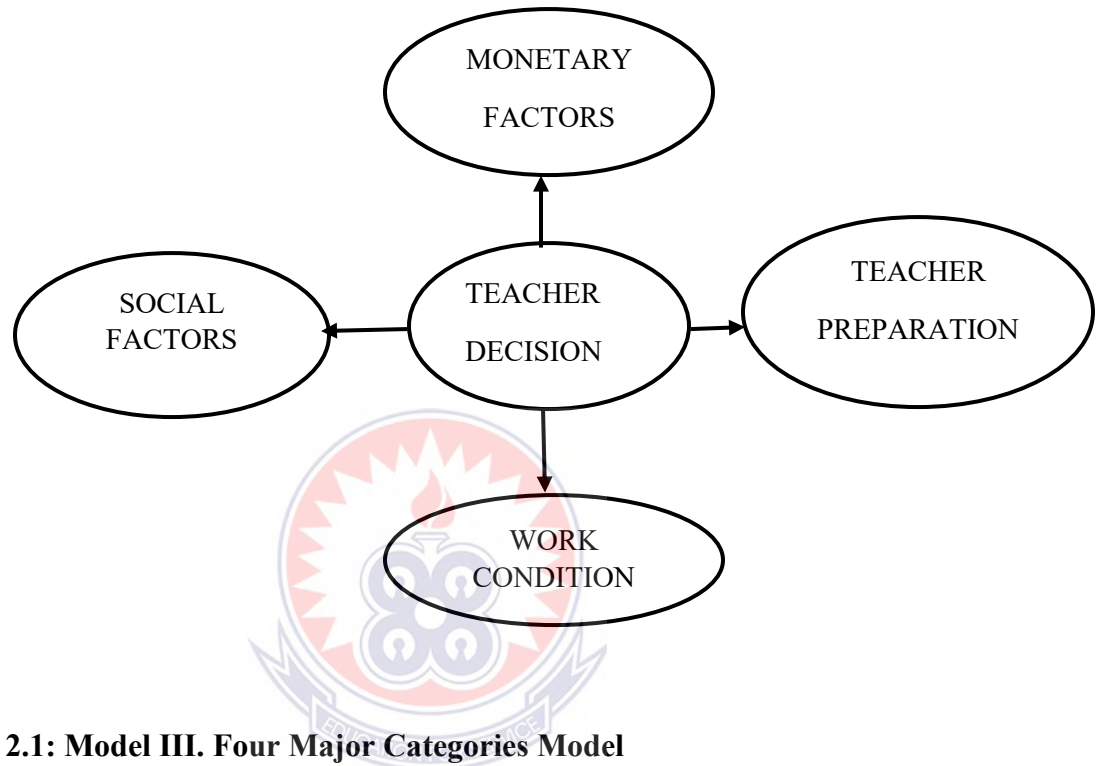 MONETARY
FACTORS
SOCIAL
FACTORS
TEACHER
DECISION
TEACHER
PREPARATION
WORK
CONDITION
2.1: Model III. Four Major Categories Model